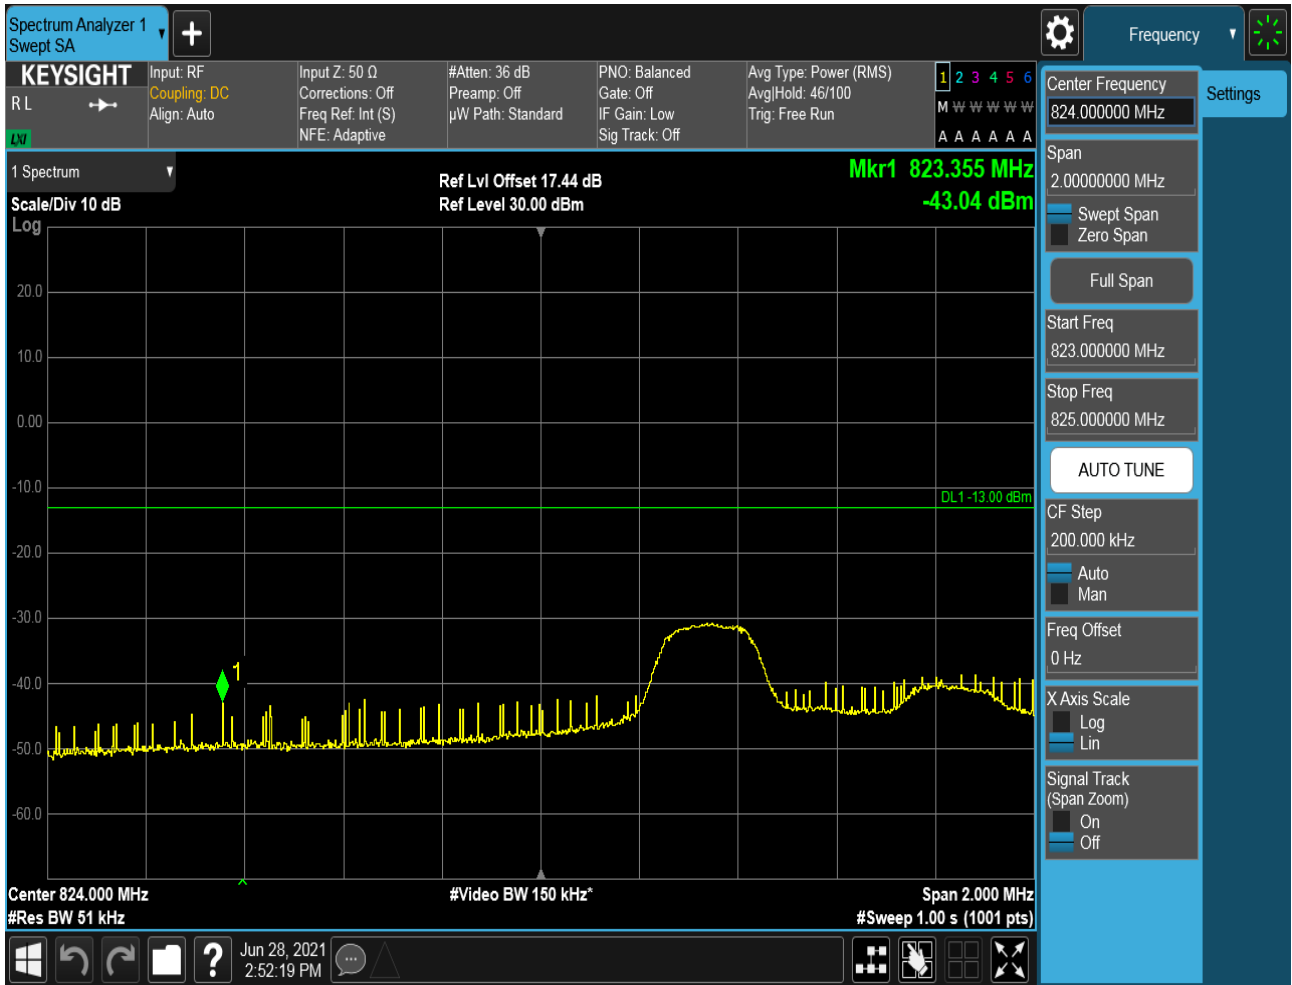 Spectrum Analyzer 1
Swept SA
Frequency
KEYSIGHT
R L
LXI
Input: RF
Coupling: DC
Align: Auto
Input Z: 50 Ω
Corrections: Off
Freq Ref: Int (S)
NFE: Adaptive
#Atten: 36 dB
Preamp: Off
µW Path: Standard
PNO: Balanced
Gate: Off
IF Gain: Low
Sig Track: Off
Avg Type: Power (RMS)
Avg|Hold: 46/100
Trig: Free Run
1 2 3 4 5 6
M W W W W W
A A A A A A
1 Spectrum
Scale/Div 10 dB
Log
Ref Lvl Offset 17.44 dB
Ref Level 30.00 dBm
Mkr1 823.355 MHz
-43.04 dBm
20.0
10.0
0.00
-10.0
DL1 -13.00 dBm
-20.0
-30.0
1
-40.0
-50.0
-60.0
Center 824.000 MHz
#Video BW 150 kHz*
Span 2.000 MHz
#Res BW 51 kHz
#Sweep 1.00 s (1001 pts)
Jun 28, 2021
2:52:19 PM
Center Frequency
824.000000 MHz
Settings
Span
2.00000000 MHz
Swept Span
Zero Span
Full Span
Start Freq
823.000000 MHz
Stop Freq
825.000000 MHz
AUTO TUNE
CF Step
200.000 kHz
Auto
Man
Freq Offset
0 Hz
X Axis Scale
Log
Lin
Signal Track
(Span Zoom)
On
Off